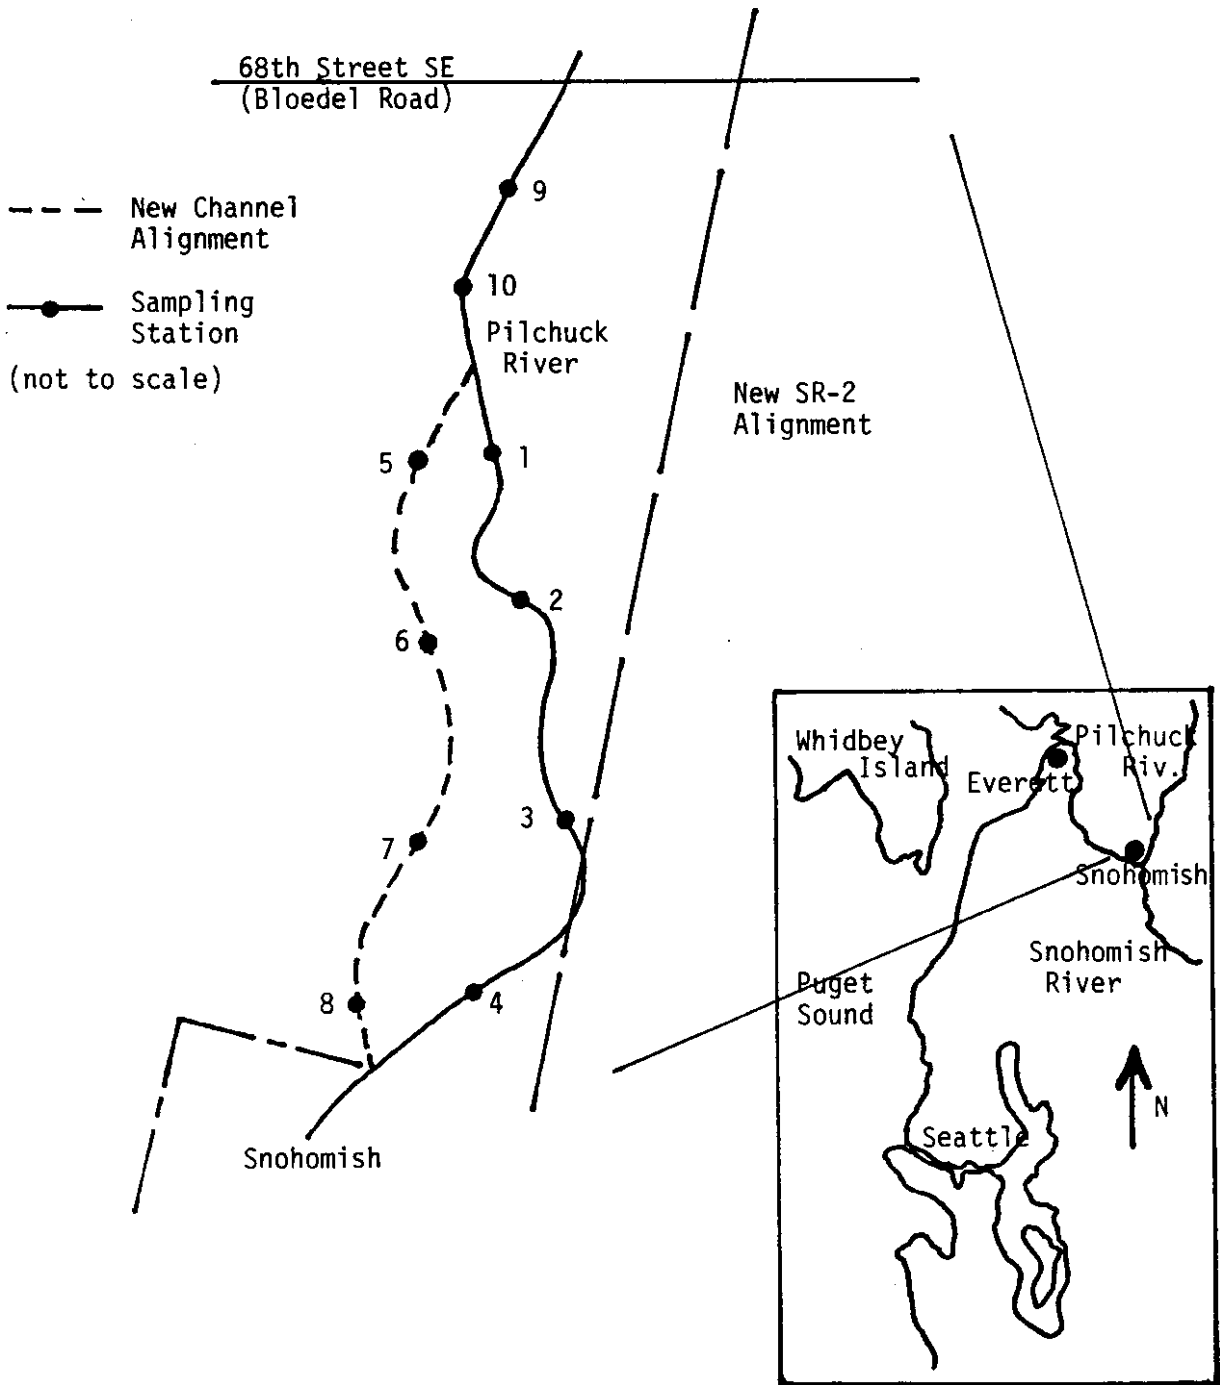 68th Street SE
(Bloedel Road)
9
New Channel
Alignment
10
Sampling
Station
Pilchuck
River
(not to scale)
New SR-2
Alignment
5
1
2
6
3
7
8
4
Snohomish
Whidbey
Island
Everett
Pilchuck
Riv.
Snohomish
Snohomish
River
Puget
Sound
N
Seattle